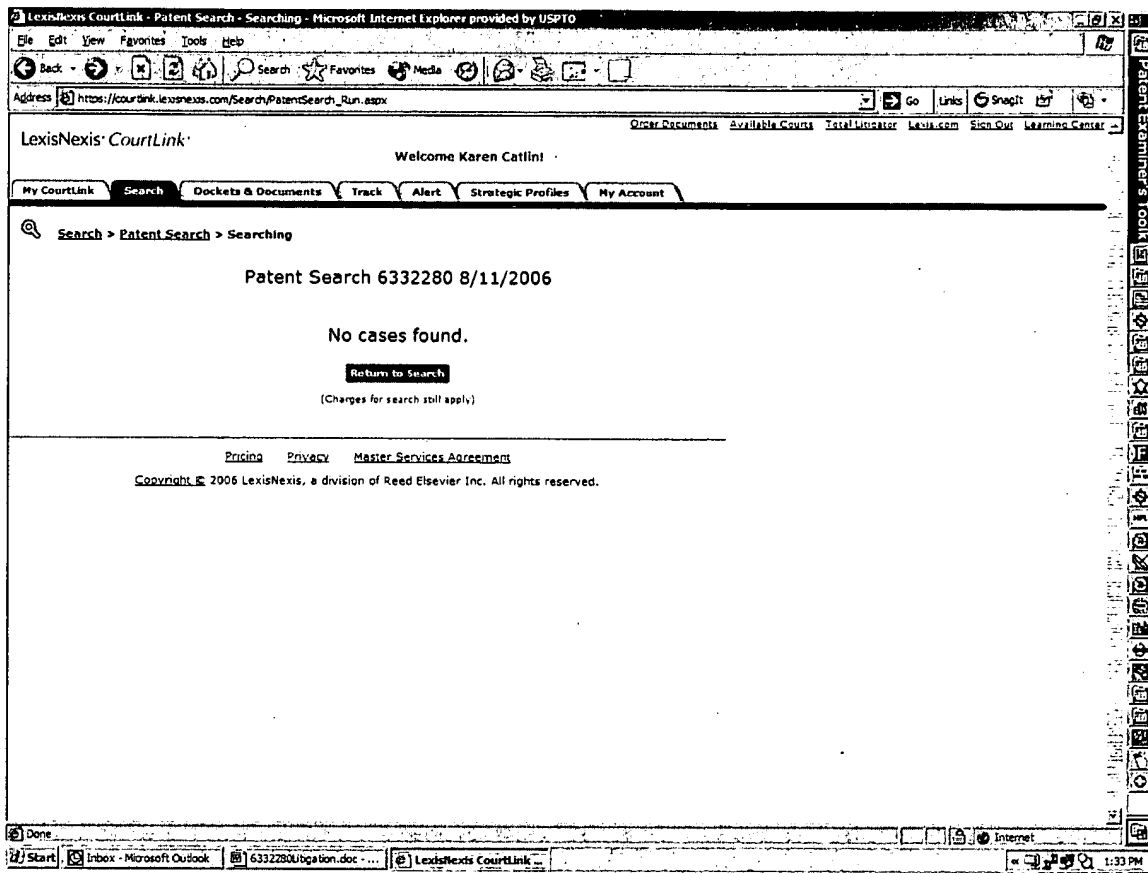 LexisNexis CourtLink - Patent Search - Searching - Microsoft Internet Explorer provided by USPTO
File Edit View Favorites Tools Help
Back Search Favorites Media
Address https://courtlink.lexisnexis.com/Search/PatentSearch_Run.aspx Go Links SnagIt
Order Documents Available Courts Total Litigator Lexis.com Sign Out Learning Center
LexisNexis CourtLink
Welcome Karen Catlin!
My CourtLink Search Dockets & Documents Track Alert Strategic Profiles My Account
Search > Patent Search > Searching
Patent Search 6332280 8/11/2006
No cases found.
Return to Search
(Charges for search still apply)
Pricing Privacy Master Services Agreement
Copyright © 2006 LexisNexis, a division of Reed Elsevier Inc. All rights reserved.
Patent Examiner's Toolk
Done Internet
Start Inbox - Microsoft Outlook 6332280Litigation.doc - ... LexisNexis CourtLink ... 1:33 PM